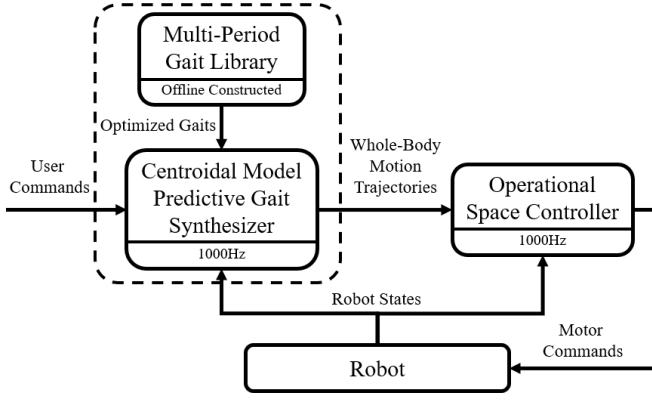 Multi-Period
Gait Library
Offline Constructed
Optimized Gaits
User
Commands
Centroidal Model
Predictive Gait
Synthesizer
1000Hz
Whole-Body
Motion
Trajectories
Operational
Space Controller
1000Hz
Robot States
Motor
Commands
Robot